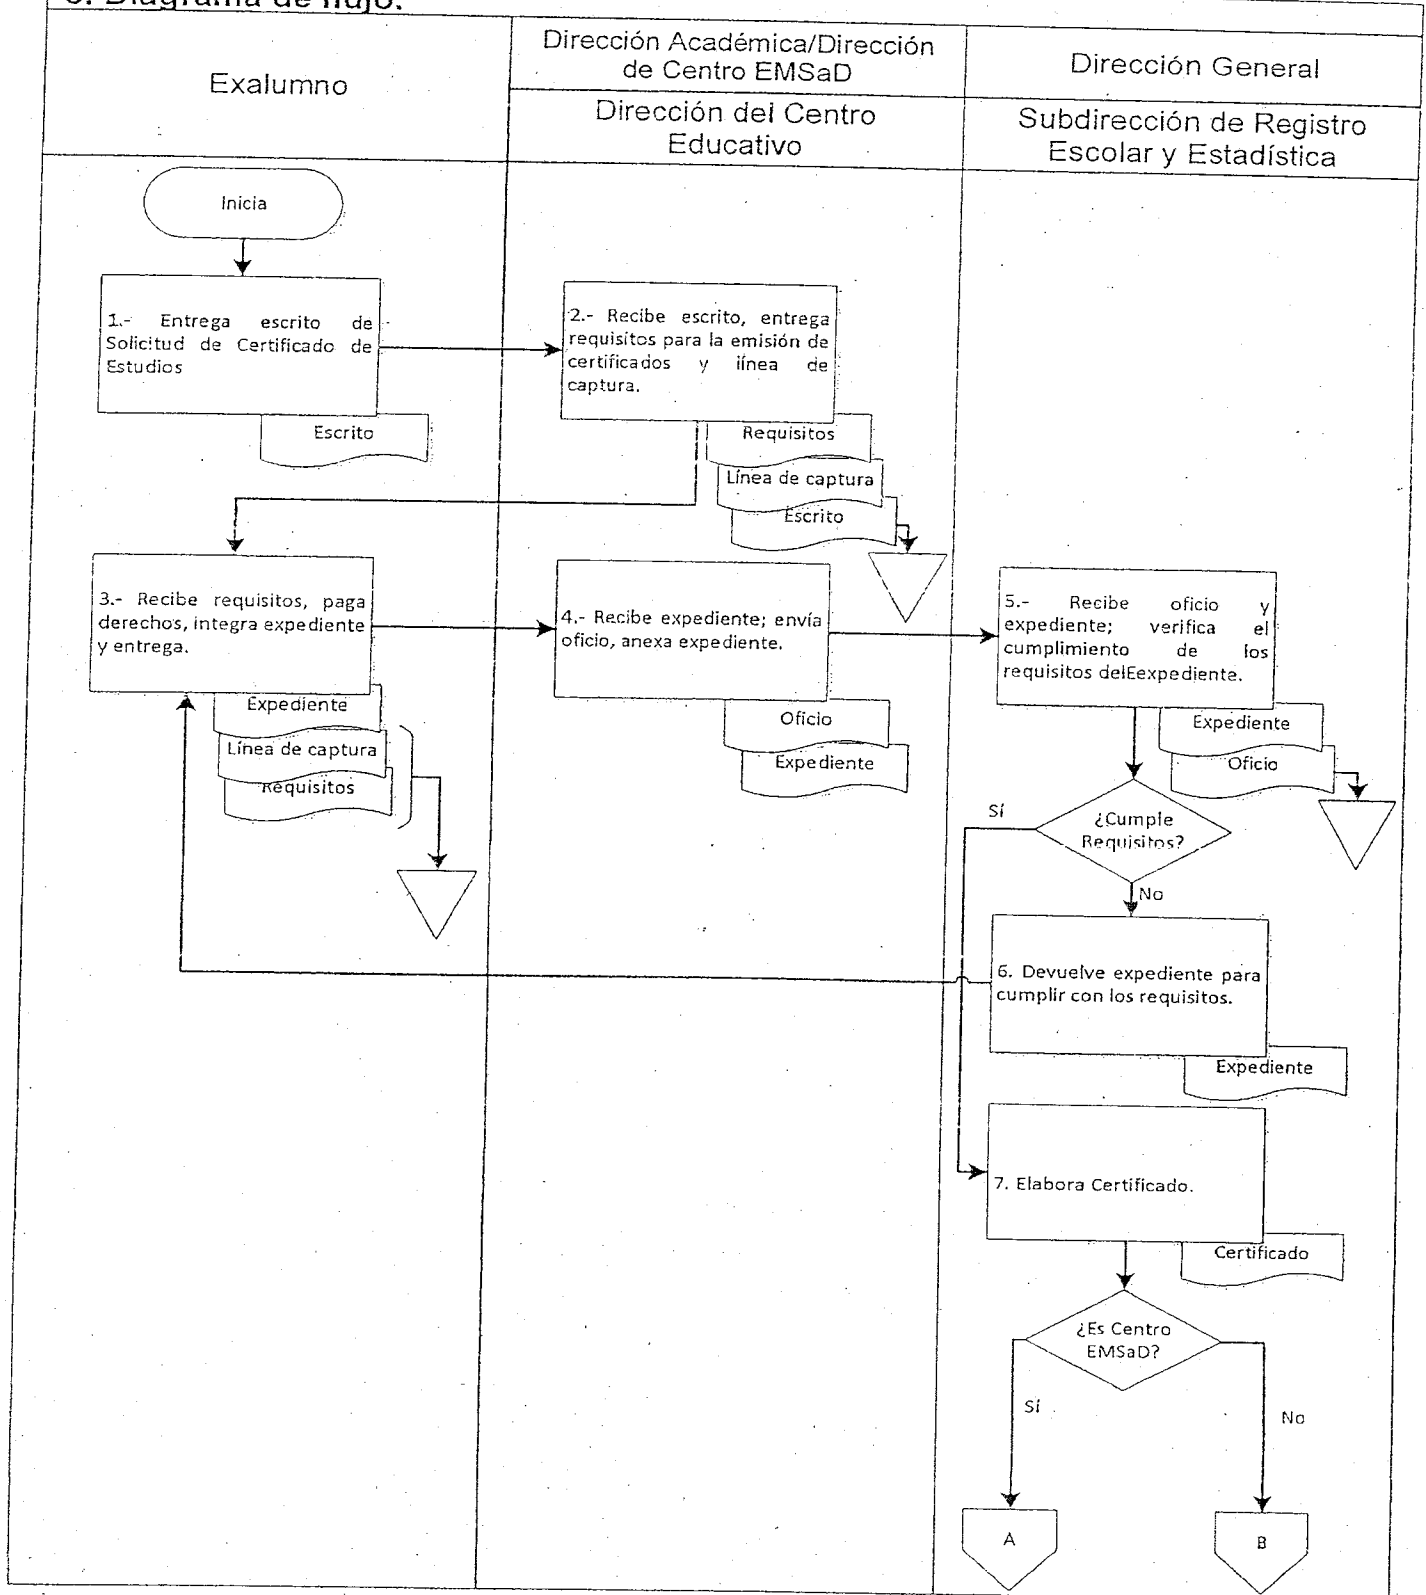 Diagrama de flujo.
Exalumno
Dirección Académica/Dirección
de Centro EMSaD
Dirección General
Dirección del Centro
Educativo
Subdirección de Registro
Escolar y Estadística
Inicia
1.- Entrega escrito de
Solicitud de Certificado de
Estudios
Escrito
2.- Recibe escrito, entrega
requisitos para la emisión de
certificados y línea de
captura.
Requisitos
Línea de captura
Escrito
3.- Recibe requisitos, paga
derechos, integra expediente
y entrega.
Expediente
Línea de captura
Requisitos
4.- Recibe expediente; envía
oficio, anexa expediente.
Oficio
Expediente
5.- Recibe oficio y
expediente; verifica el
cumplimiento de los
requisitos delEexpediente.
Expediente
Oficio
¿Cumple
Requisitos?
Sí
No
6. Devuelve expediente para
cumplir con los requisitos.
Expediente
7. Elabora Certificado.
Certificado
¿Es Centro
EMSaD?
Sí
No
A
B